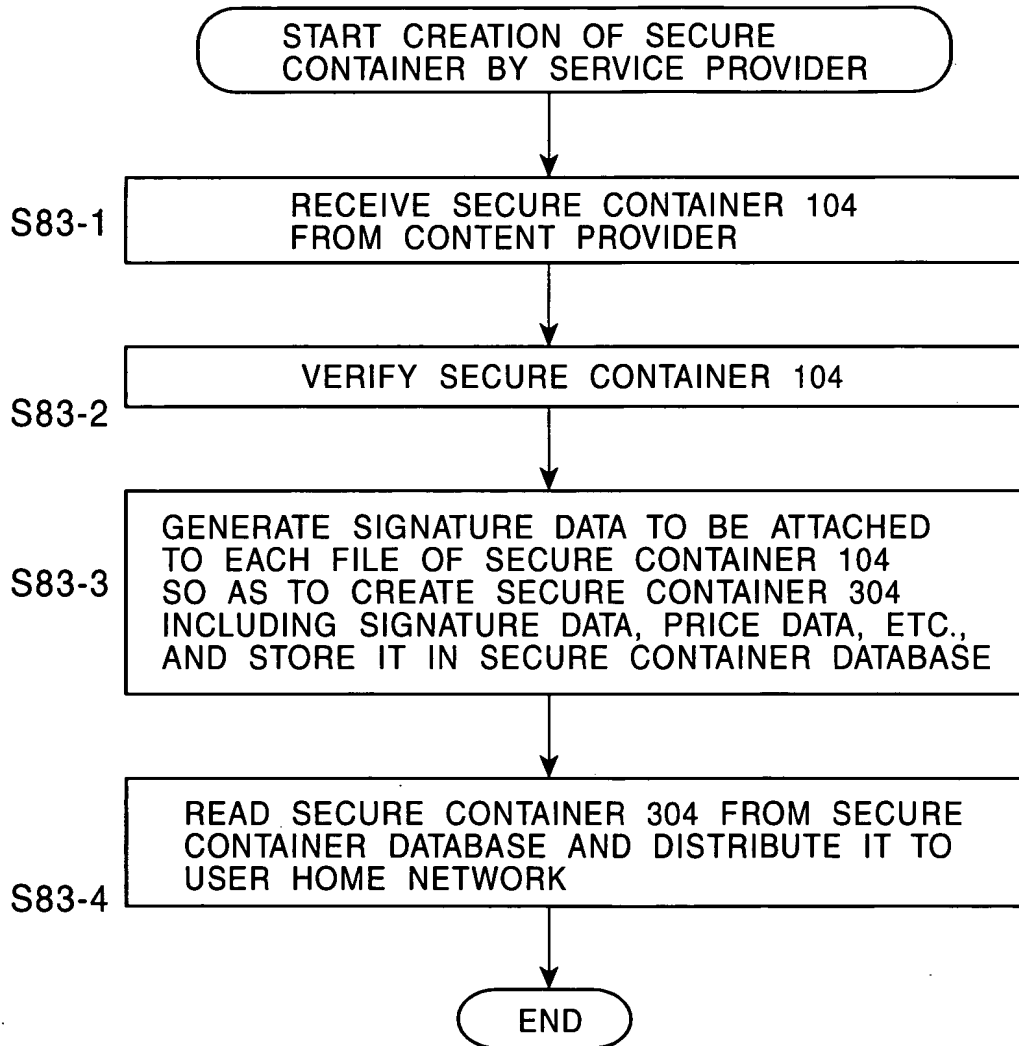 START CREATION OF SECURE
CONTAINER BY SERVICE PROVIDER
S83-1
RECEIVE SECURE CONTAINER 104
FROM CONTENT PROVIDER
S83-2
VERIFY SECURE CONTAINER 104
S83-3
GENERATE SIGNATURE DATA TO BE ATTACHED
TO EACH FILE OF SECURE CONTAINER 104
SO AS TO CREATE SECURE CONTAINER 304
INCLUDING SIGNATURE DATA, PRICE DATA, ETC.,
AND STORE IT IN SECURE CONTAINER DATABASE
S83-4
READ SECURE CONTAINER 304 FROM SECURE
CONTAINER DATABASE AND DISTRIBUTE IT TO
USER HOME NETWORK
END